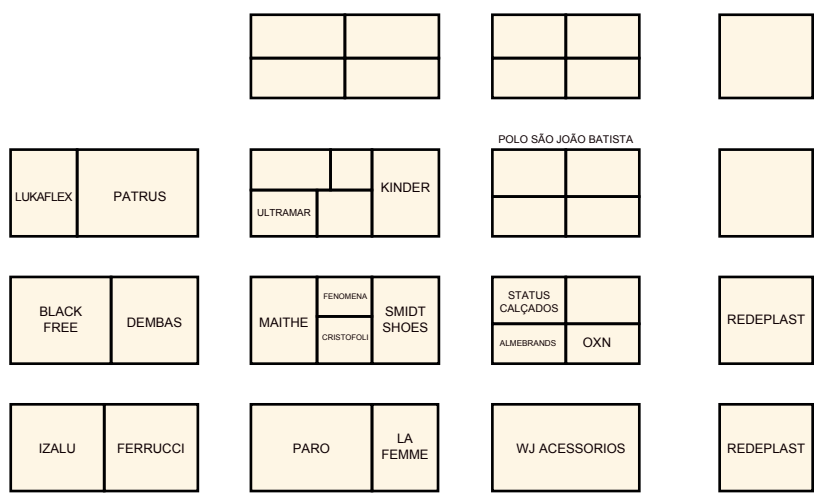 POLO SÃO JOÃO BATISTA
LUKAFLEX
PATRUS
ULTRAMAR
KINDER
BLACK
FREE
DEMBAS
MAITHE
FENOMENA
CRISTOFOLI
SMIDT
SHOES
STATUS
CALÇADOS
ALMEBRANDS
OXN
REDEPLAST
IZALU
FERRUCCI
PARO
LA
FEMME
WJ ACESSORIOS
REDEPLAST